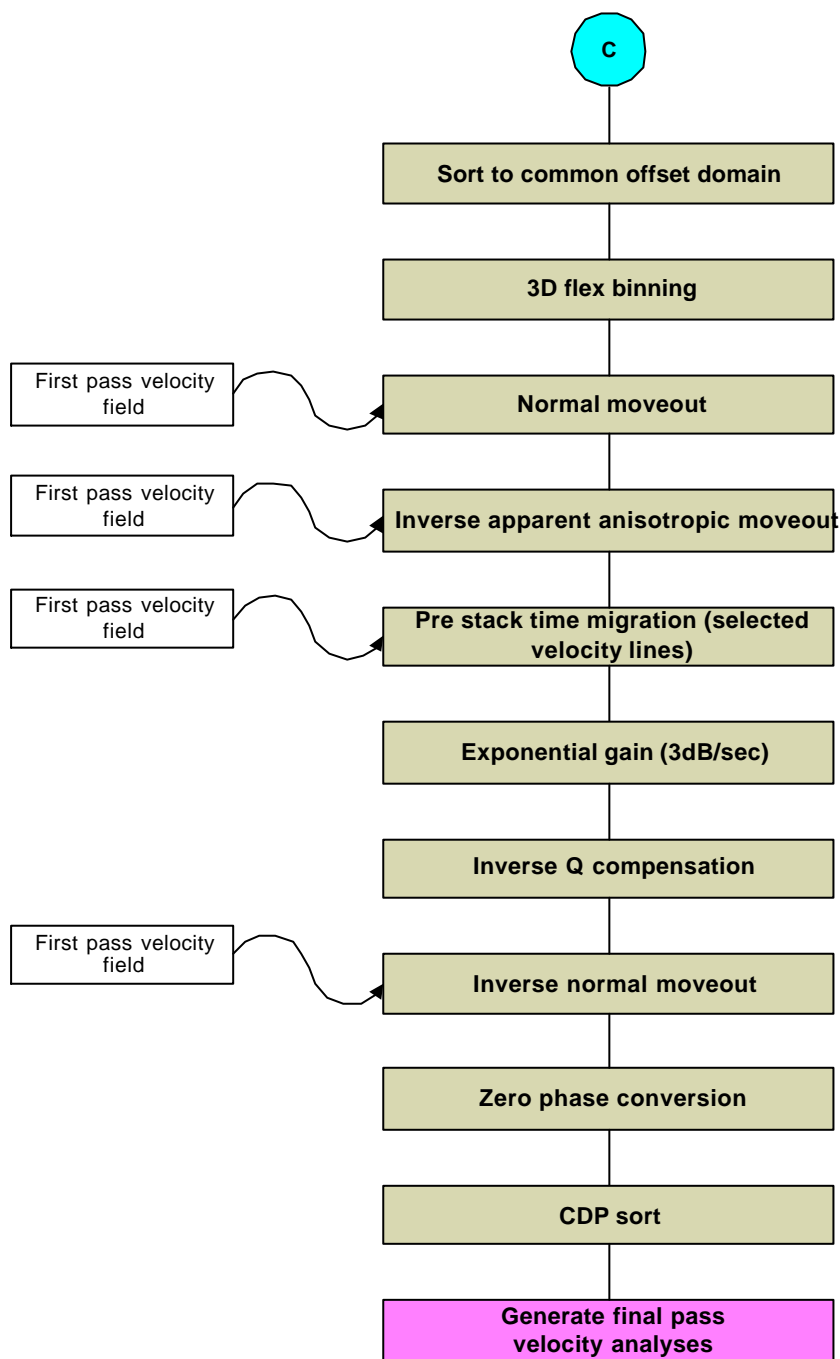 C
Sort to common offset domain
3D flex binning
First pass velocity
field
Normal moveout
First pass velocity
field
Inverse apparent anisotropic moveout
First pass velocity
field
Pre stack time migration (selected
velocity lines)
Exponential gain (3dB/sec)
Inverse Q compensation
First pass velocity
field
Inverse normal moveout
Zero phase conversion
CDP sort
Generate final pass
velocity analyses